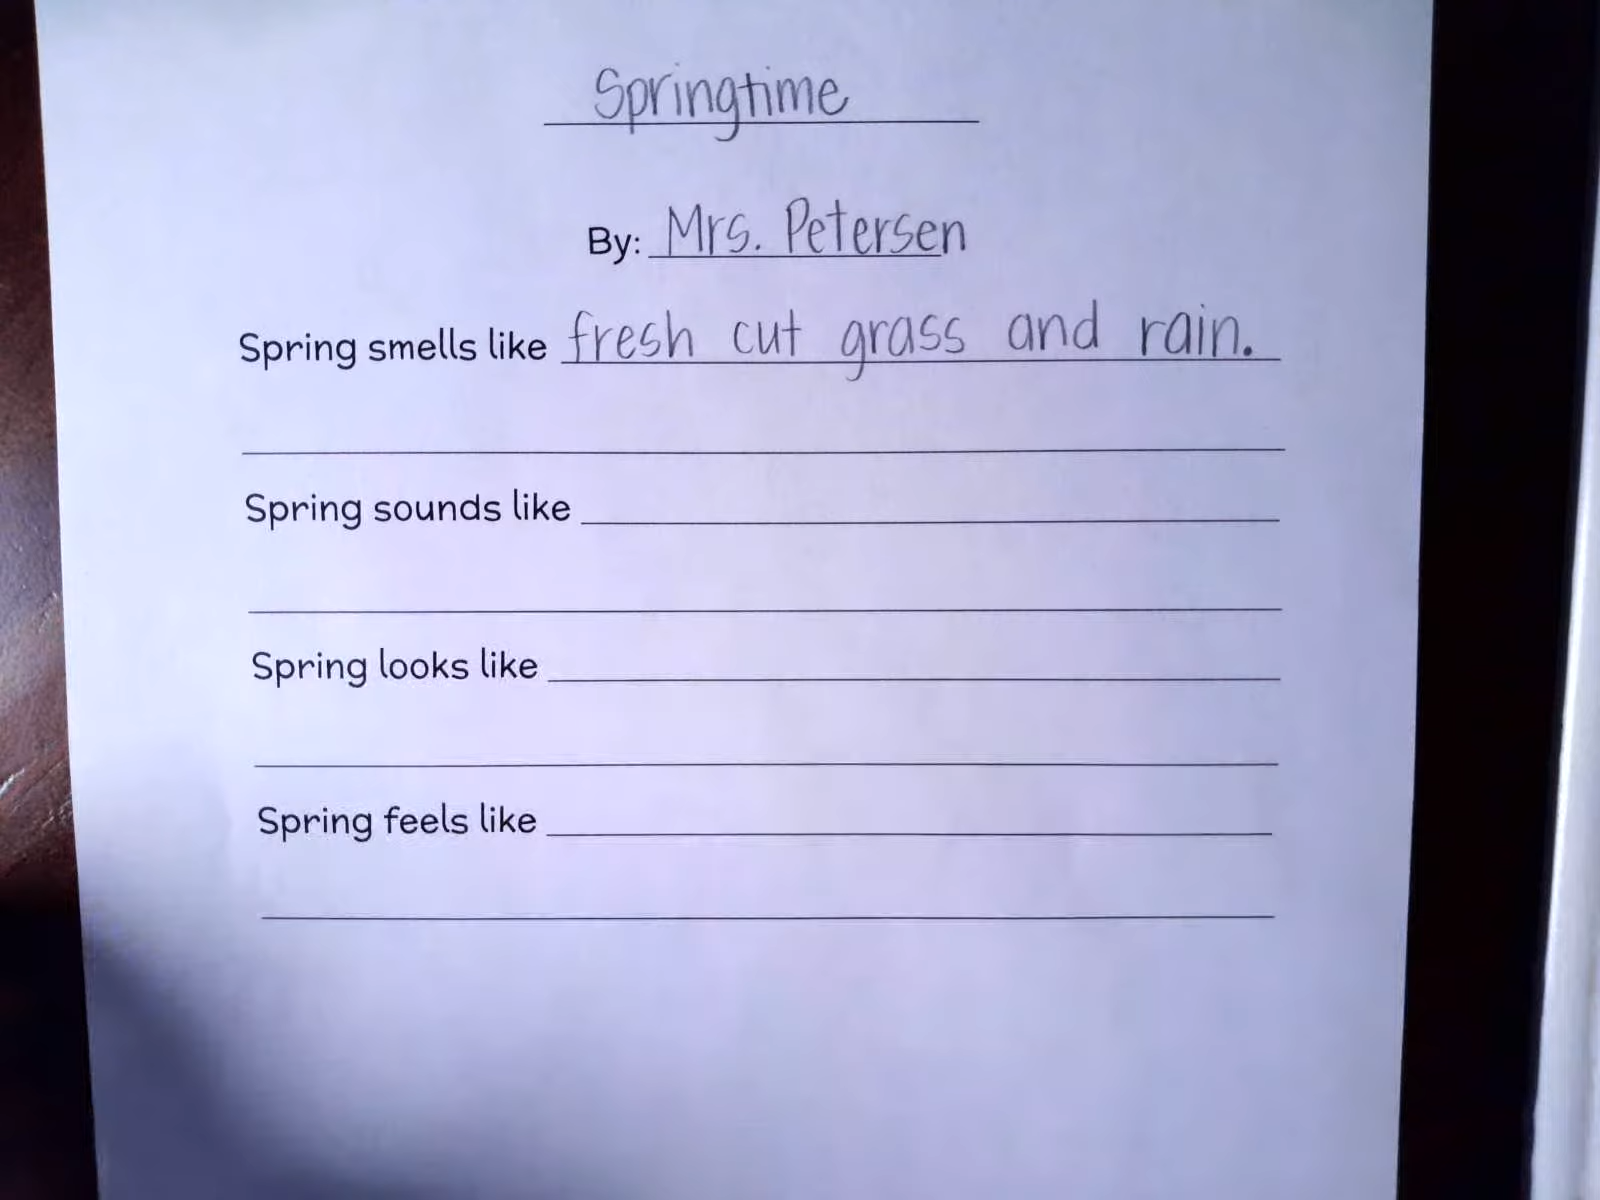 Springtime
By: Mrs. Petersen
Spring smells like fresh cut grass and rain.
Spring sounds like
Spring looks like
Spring feels like